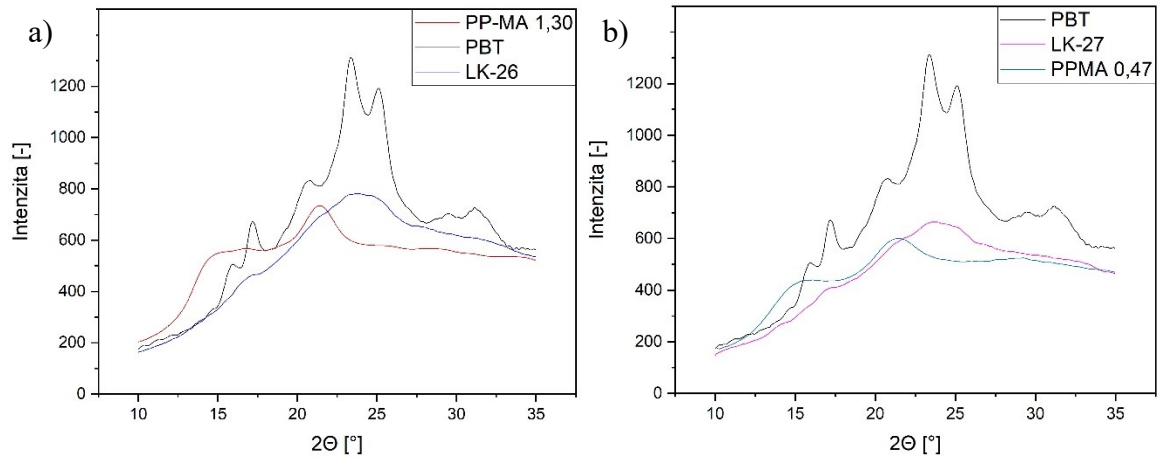 a)
PP-MA 1,30
PBT
LK-26
Intenzita [-]
1200
1000
800
600
400
200
0
10 15 20 25 30 35
2Θ [°]
b)
PBT
LK-27
PPMA 0,47
Intenzita [-]
1200
1000
800
600
400
200
0
10 15 20 25 30 35
2Θ [°]